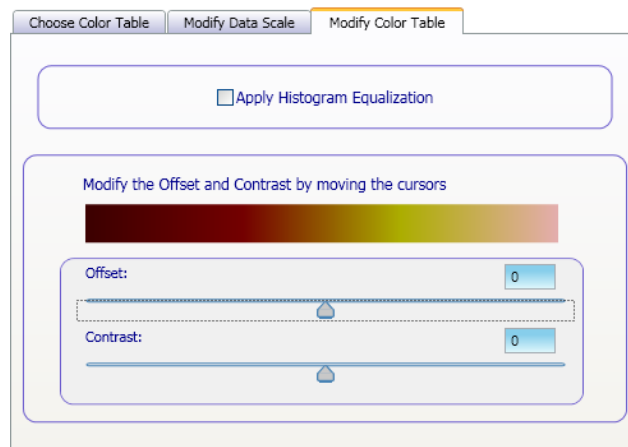 Choose Color Table
Modify Data Scale
Modify Color Table
Apply Histogram Equalization
Modify the Offset and Contrast by moving the cursors
Offset:
0
Contrast:
0